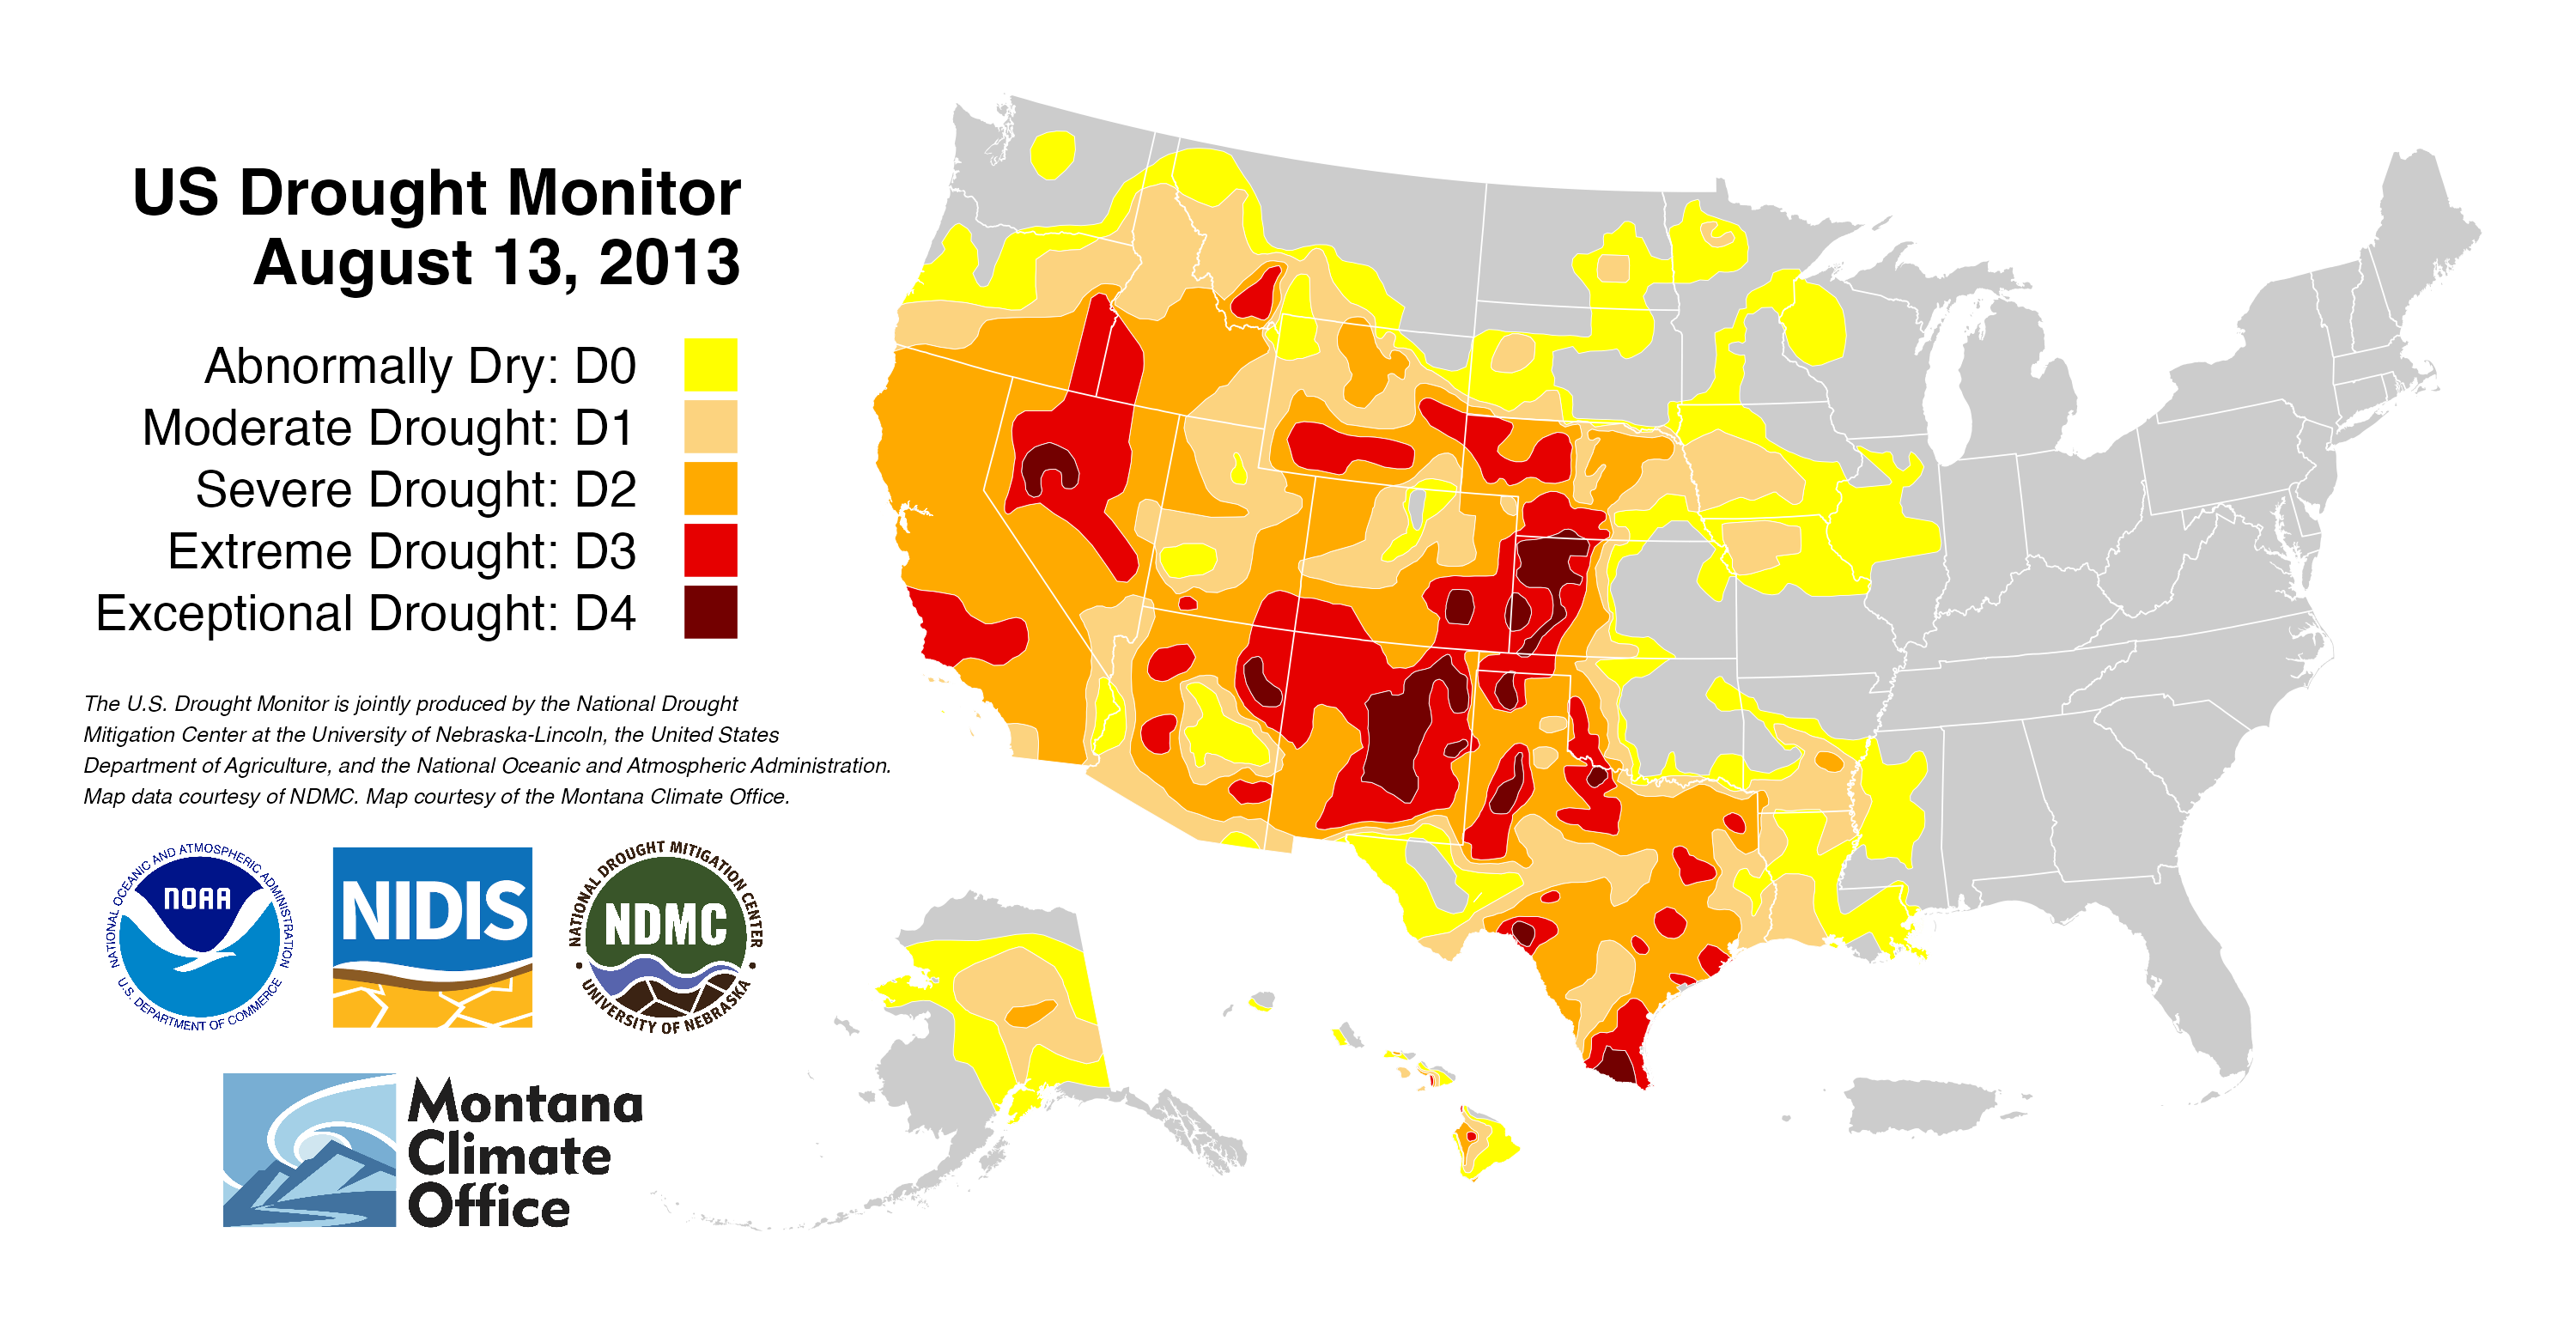 US Drought Monitor
August 13, 2013
Abnormally Dry: D0
Moderate Drought: D1
Severe Drought: D2
Extreme Drought: D3
Exceptional Drought: D4
The U.S. Drought Monitor is jointly produced by the National Drought
Mitigation Center at the University of Nebraska-Lincoln, the United States
Department of Agriculture, and the National Oceanic and Atmospheric Administration.
Map data courtesy of NDMC. Map courtesy of the Montana Climate Office.
NATIONAL OCEANIC AND ATMOSPHERIC ADMINISTRATION
NOAA
U.S. DEPARTMENT OF COMMERCE
NIDIS
NATIONAL DROUGHT MITIGATION CENTER
NDMC
UNIVERSITY OF NEBRASKA
Montana
Climate
Office